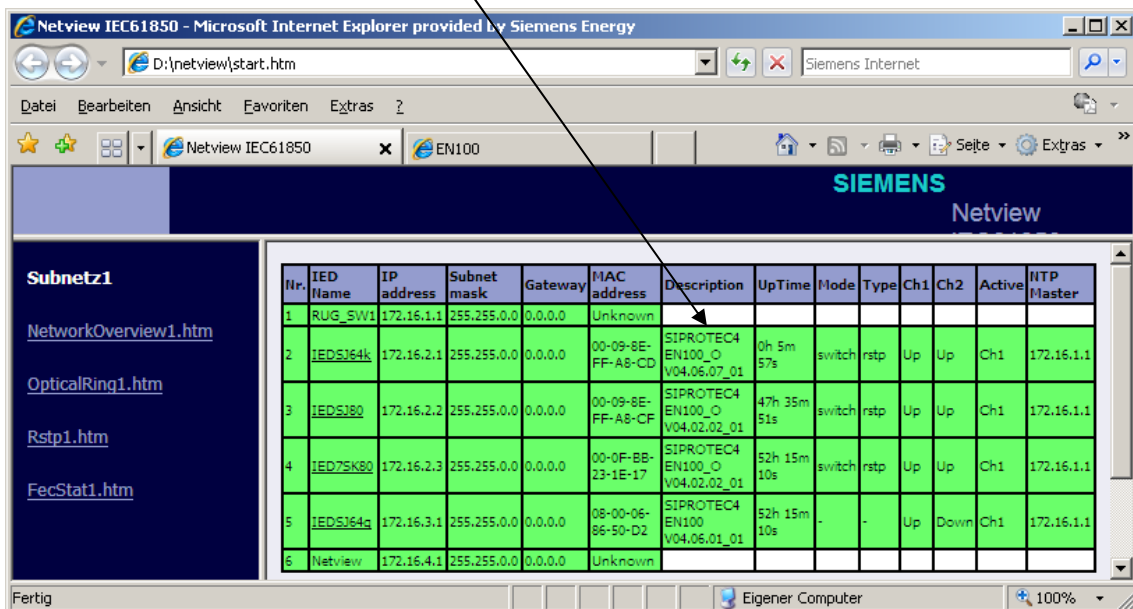 Netview IEC61850 - Microsoft Internet Explorer provided by Siemens Energy
D:\netview\start.htm
Siemens Internet
Datei Bearbeiten Ansicht Favoriten Extras ?
Netview IEC61850 EN100 Seite Extras »
SIEMENS
Netview
Subnetz1
NetworkOverview1.htm
OpticalRing1.htm
Rstp1.htm
FecStat1.htm
Nr. IED Name IP address Subnet mask Gateway MAC address Description UpTime Mode Type Ch1 Ch2 Active NTP Master
1 RUG_SW1 172.16.1.1 255.255.0.0 0.0.0.0 Unknown
2 IEDSJ64k 172.16.2.1 255.255.0.0 0.0.0.0 00-09-8E-FF-A8-CD SIPROTEC4 EN100_O V04.06.07_01 0h 5m 57s switch rstp Up Up Ch1 172.16.1.1
3 IEDSJ80 172.16.2.2 255.255.0.0 0.0.0.0 00-09-8E-FF-A8-CF SIPROTEC4 EN100_O V04.02.02_01 47h 35m 51s switch rstp Up Up Ch1 172.16.1.1
4 IED7SK80 172.16.2.3 255.255.0.0 0.0.0.0 00-0F-BB-23-1E-17 SIPROTEC4 EN100_O V04.02.02_01 52h 15m 10s switch rstp Up Up Ch1 172.16.1.1
5 IEDSJ64q 172.16.3.1 255.255.0.0 0.0.0.0 08-00-06-86-50-D2 SIPROTEC4 EN100 V04.06.01_01 52h 15m 10s - - Up Down Ch1 172.16.1.1
6 Netview 172.16.4.1 255.255.0.0 0.0.0.0 Unknown
Fertig Eigener Computer 100%